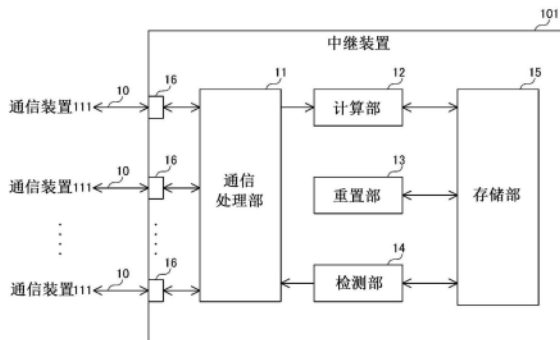 101
中继装置
16
11
12
15
10
通信装置111
计算部
16
13
10
通信装置111
通信
处理部
重置部
存储部
16
14
10
通信装置111
检测部